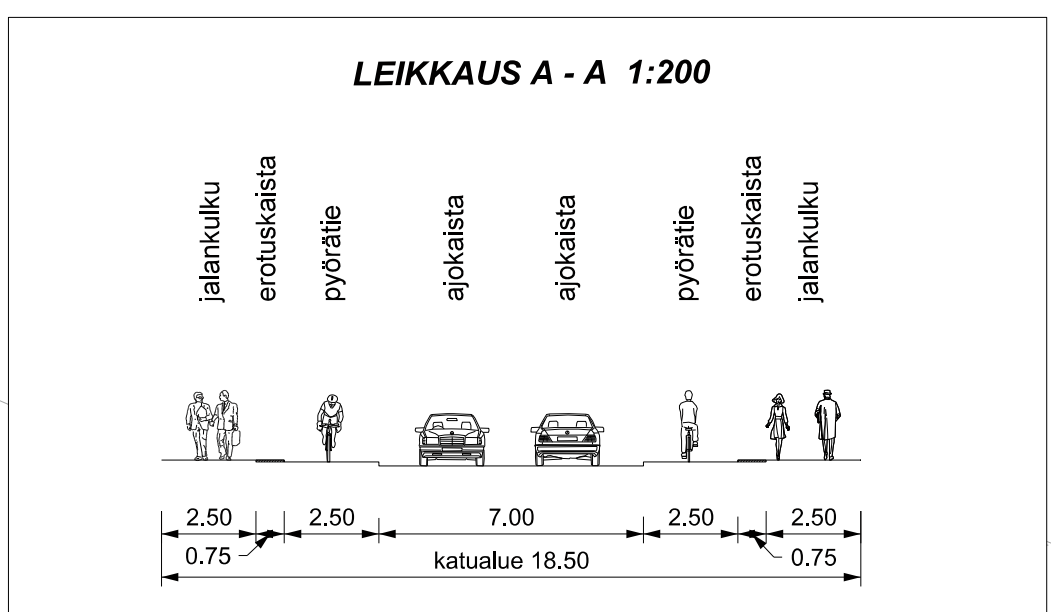 LEIKKAUS A - A 1:200
jalankulku
erotuskaista
pyörätie
ajokaista
ajokaista
pyörätie
erotuskaista
jalankulku
2.50 2.50 7.00 2.50 2.50
0.75 0.75
katualue 18.50